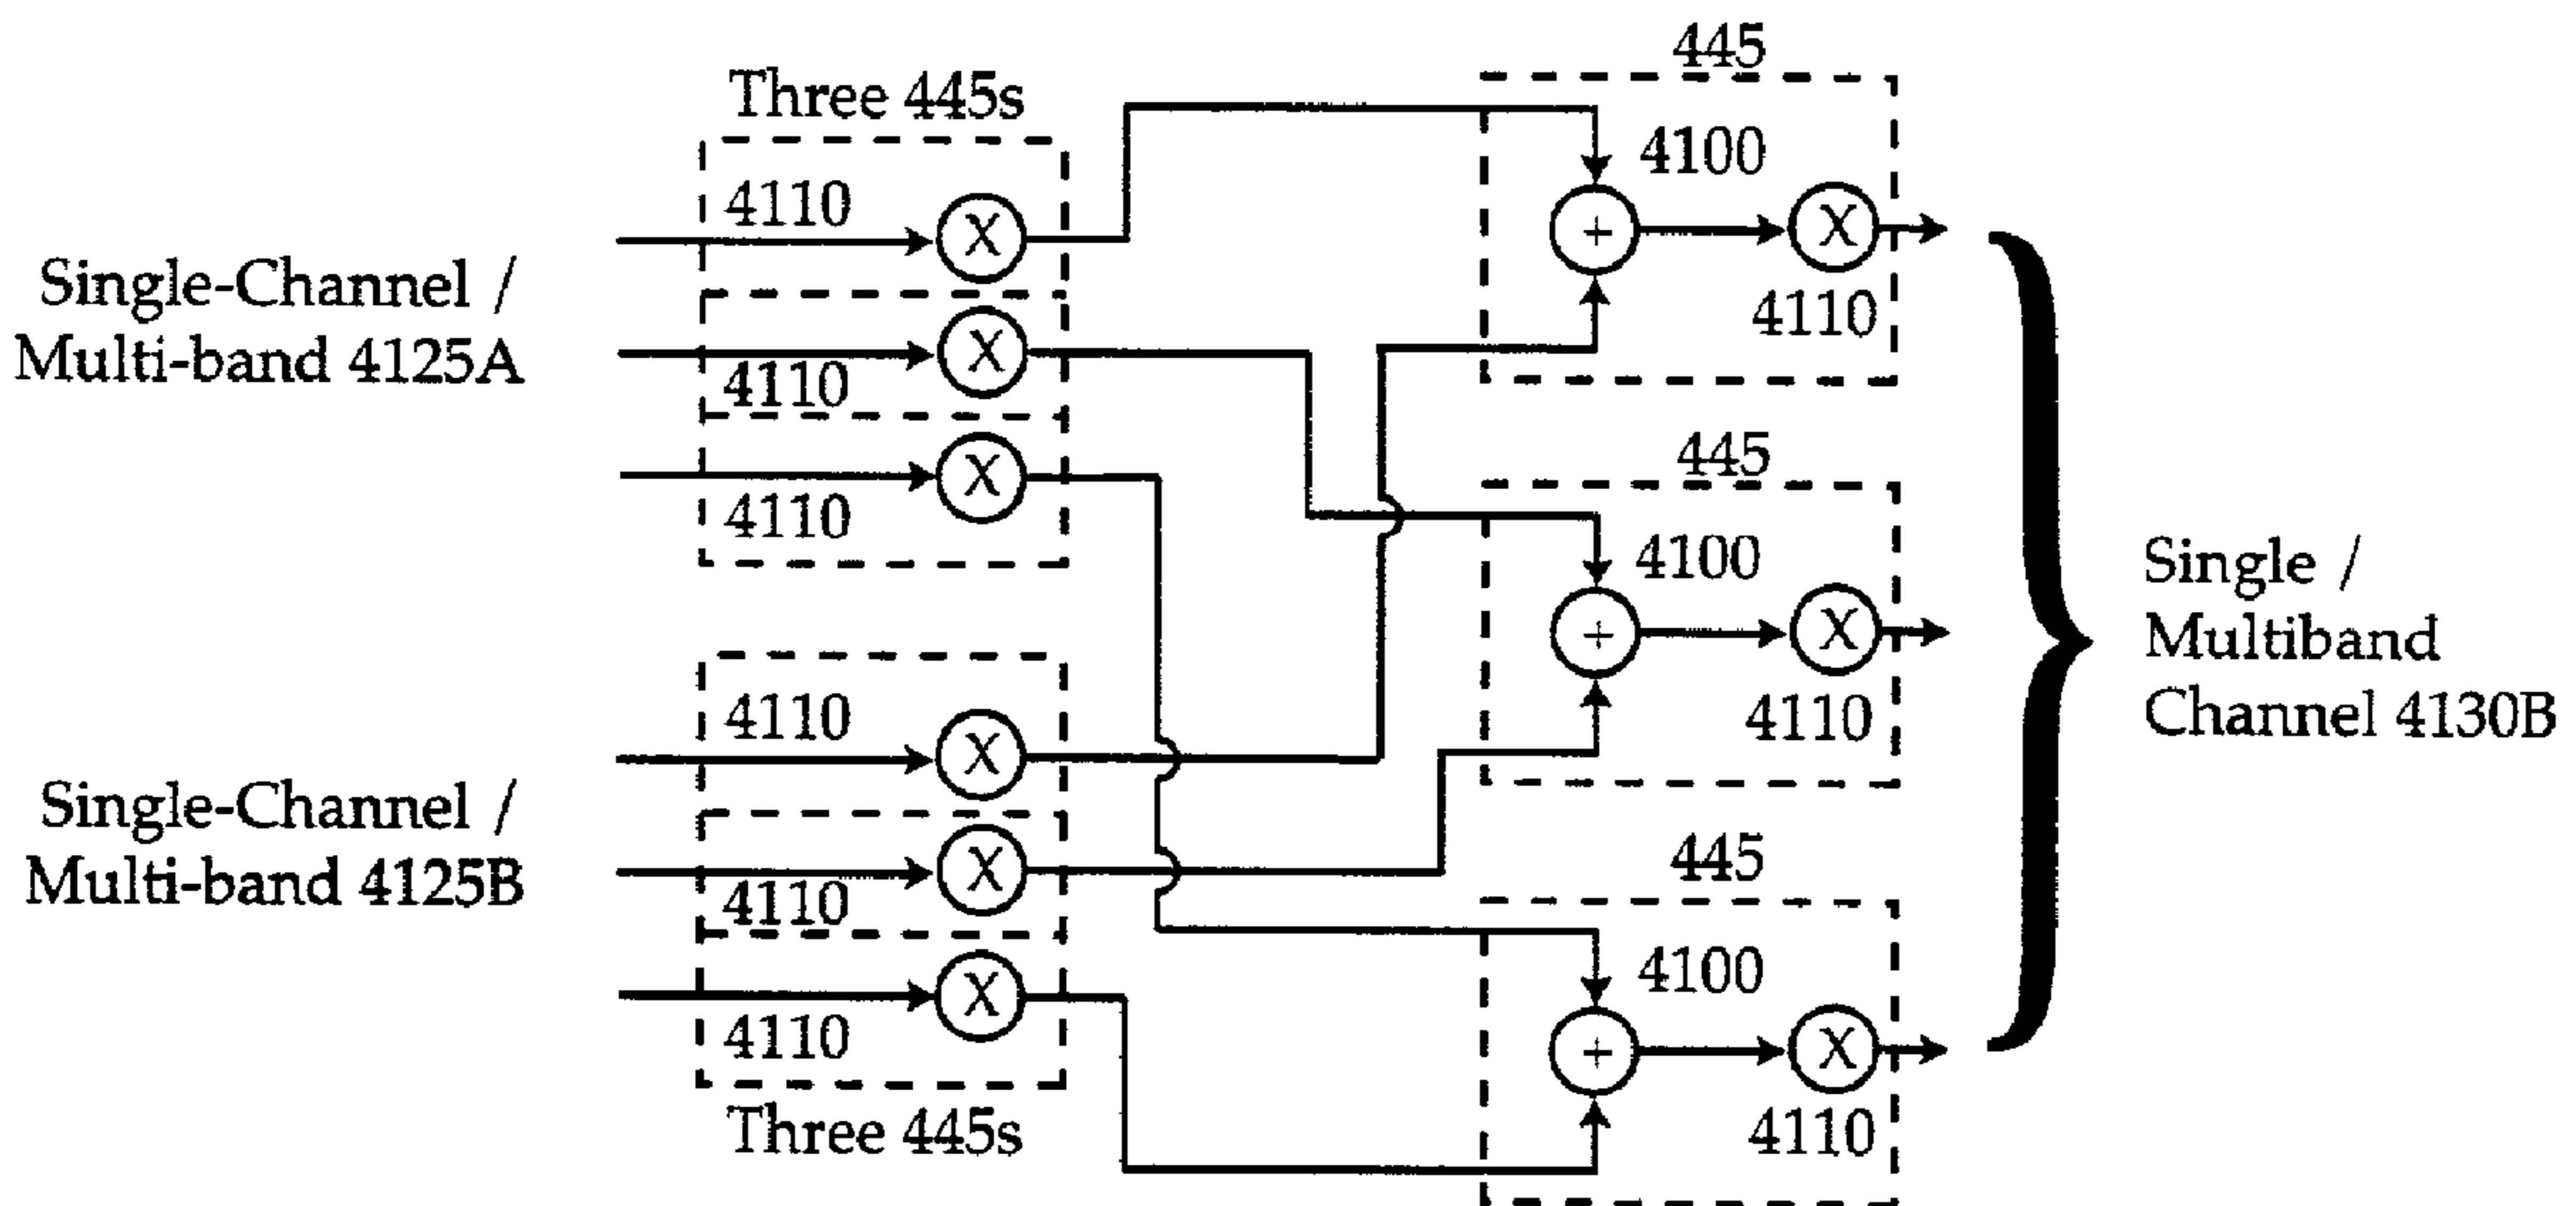 Three 445s
4110
X
Single-Channel /
Multi-band 4125A
X
4110
X
4110
4110
X
Single-Channel /
Multi-band 4125B
X
4110
X
4110
Three 445s
445
4100
+
X
4110
445
4100
+
X
4110
445
4100
+
X
4110
Single /
Multiband
Channel 4130B